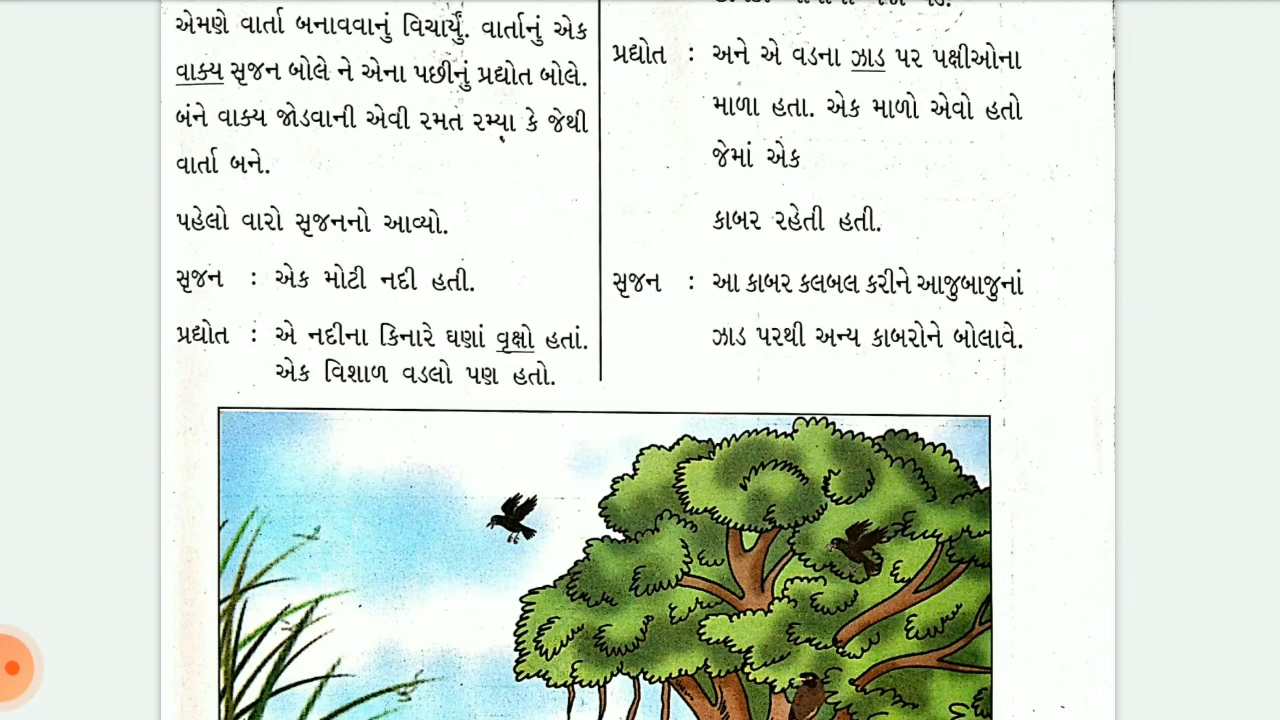 એમણે વાર્તા બનાવવાનું વિચાર્યું. વાર્તાનું એક
વાક્ય સૃજન બોલે ને એના પછીનું પ્રદ્યોત બોલે.
બંને વાક્ય જોડવાની એવી રમત રમ્યા કે જેથી
વાર્તા બને.
પહેલો વારો સૃજનનો આવ્યો.
સૃજન : એક મોટી નદી હતી.
પ્રદ્યોત : એ નદીના કિનારે ઘણાં વૃક્ષો હતાં.
એક વિશાળ વડલો પણ હતો.
પ્રદ્યોત : અને એ વડના ઝાડ પર પક્ષીઓના
માળા હતા. એક માળો એવો હતો
જેમાં એક
કાબર રહેતી હતી.
સૃજન : આ કાબર કલબલ કરીને આજુબાજુનાં
ઝાડ પરથી અન્ય કાબરોને બોલાવે.